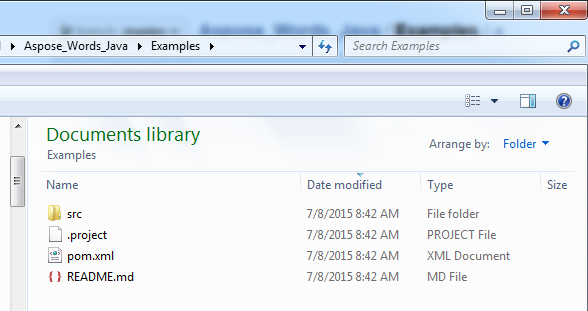 Aspose_Words_Java Examples Search Examples
Documents library
Examples
Arrange by: Folder
Name Date modified Type Size
src 7/8/2015 8:42 AM File folder
.project 7/8/2015 8:42 AM PROJECT File
pom.xml 7/8/2015 8:42 AM XML Document
README.md 7/8/2015 8:42 AM MD File